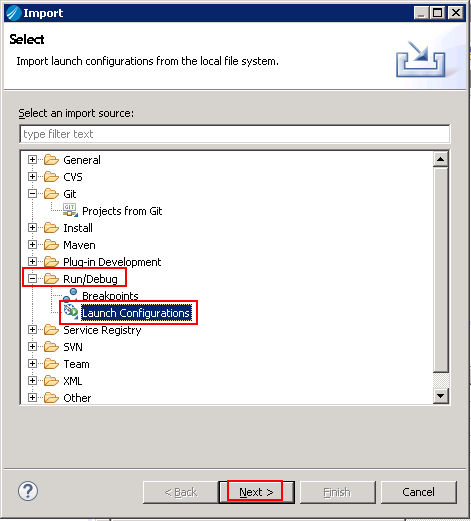 Import
Select
Import launch configurations from the local file system.
Select an import source:
type filter text
General
CVS
Git
GIT
Projects from Git
Install
Maven
Plug-in Development
Run/Debug
Breakpoints
Launch Configurations
Service Registry
SVN
Team
XML
Other
?
< Back
Next >
Finish
Cancel